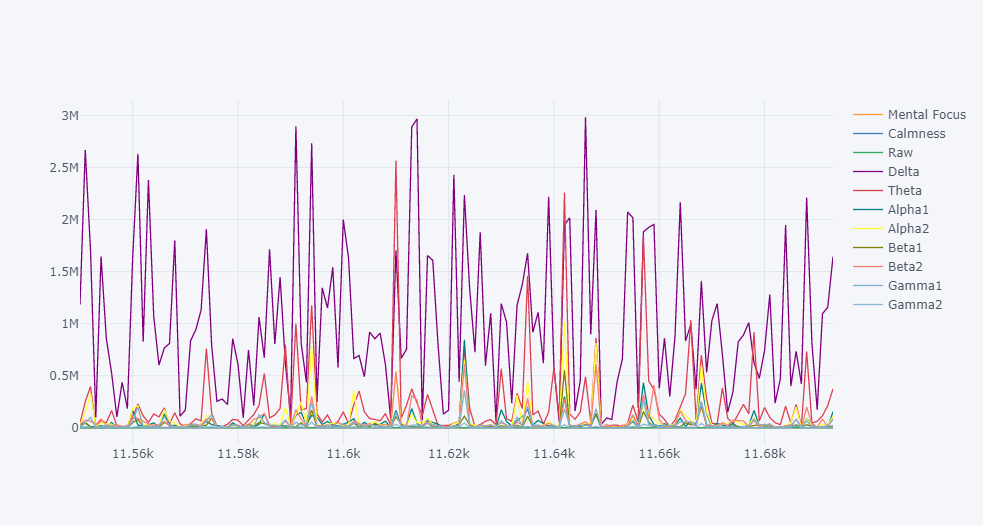 3M
2.5M
2M
1.5M
1M
0.5M
0
11.56k
11.58k
11.6k
11.62k
11.64k
11.66k
11.68k
Mental Focus
Calmness
Raw
Delta
Theta
Alpha1
Alpha2
Beta1
Beta2
Gamma1
Gamma2